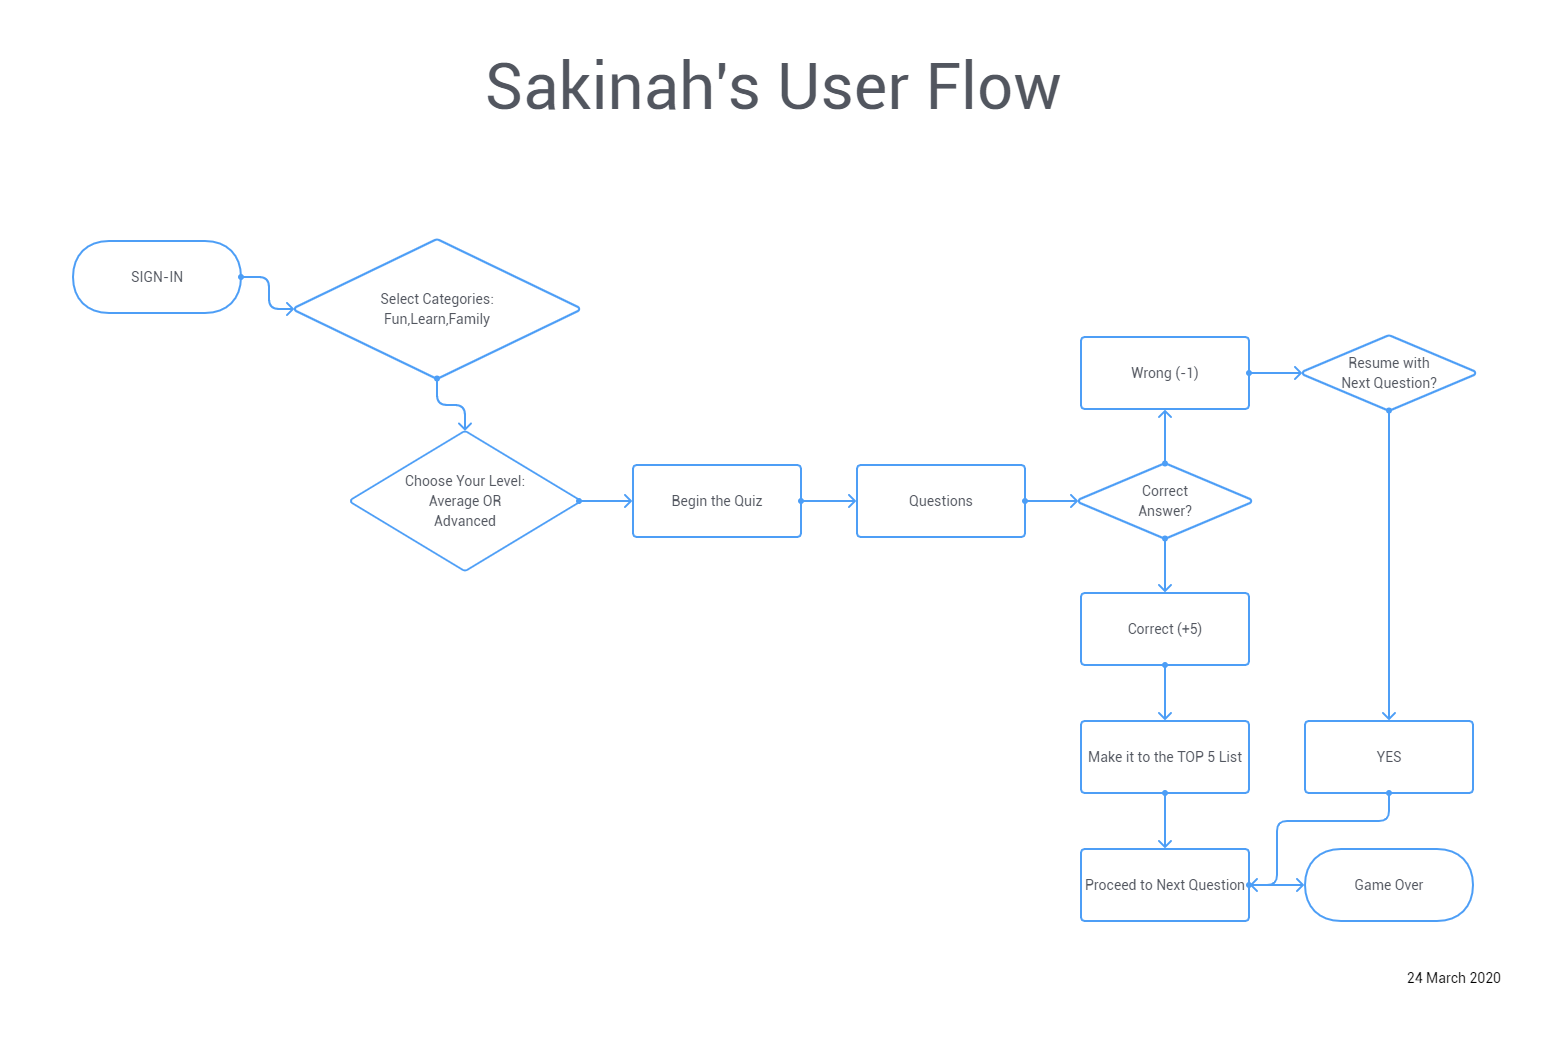 Sakinah's User Flow
SIGN-IN
Select Categories:
Fun,Learn,Family
Choose Your Level:
Average OR
Advanced
Begin the Quiz
Questions
Correct
Answer?
Wrong (-1)
Resume with
Next Question?
Correct (+5)
Make it to the TOP 5 List
YES
Proceed to Next Question
Game Over
24 March 2020